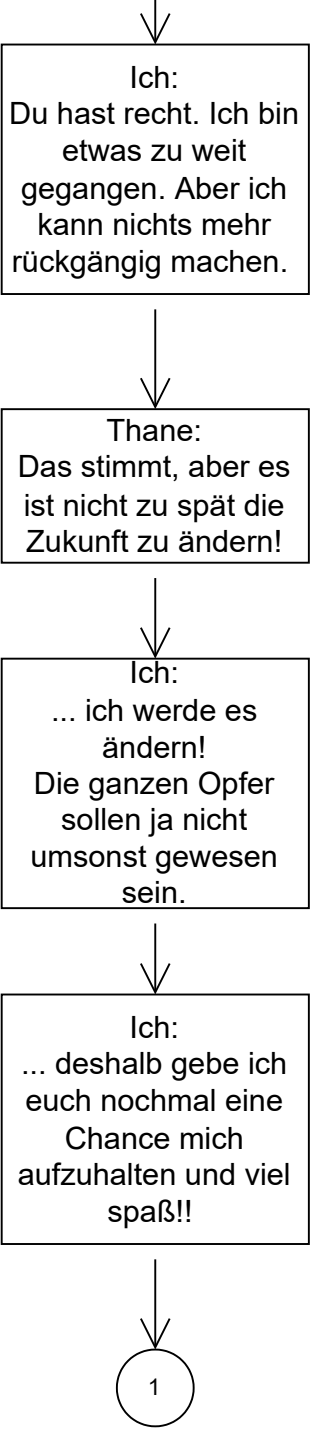 Ich:
Du hast recht. Ich bin
etwas zu weit
gegangen. Aber ich
kann nichts mehr
rückgängig machen.
Thane:
Das stimmt, aber es
ist nicht zu spät die
Zukunft zu ändern!
Ich:
... ich werde es
ändern!
Die ganzen Opfer
sollen ja nicht
umsonst gewesen
sein.
Ich:
... deshalb gebe ich
euch nochmal eine
Chance mich
aufzuhalten und viel
spaß!!
1